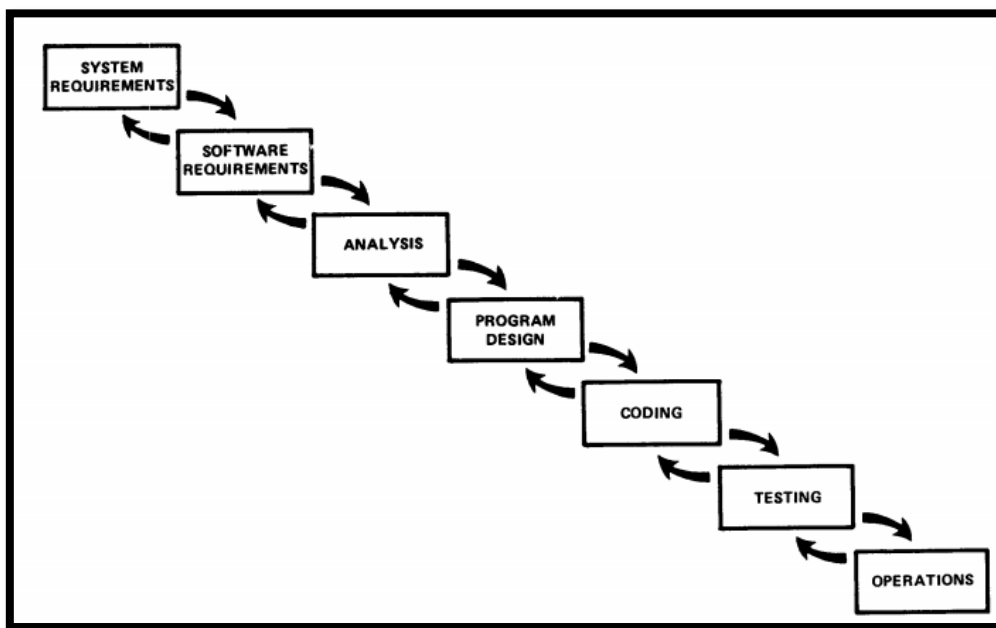 SYSTEM
REQUIREMENTS
SOFTWARE
REQUIREMENTS
ANALYSIS
PROGRAM
DESIGN
CODING
TESTING
OPERATIONS